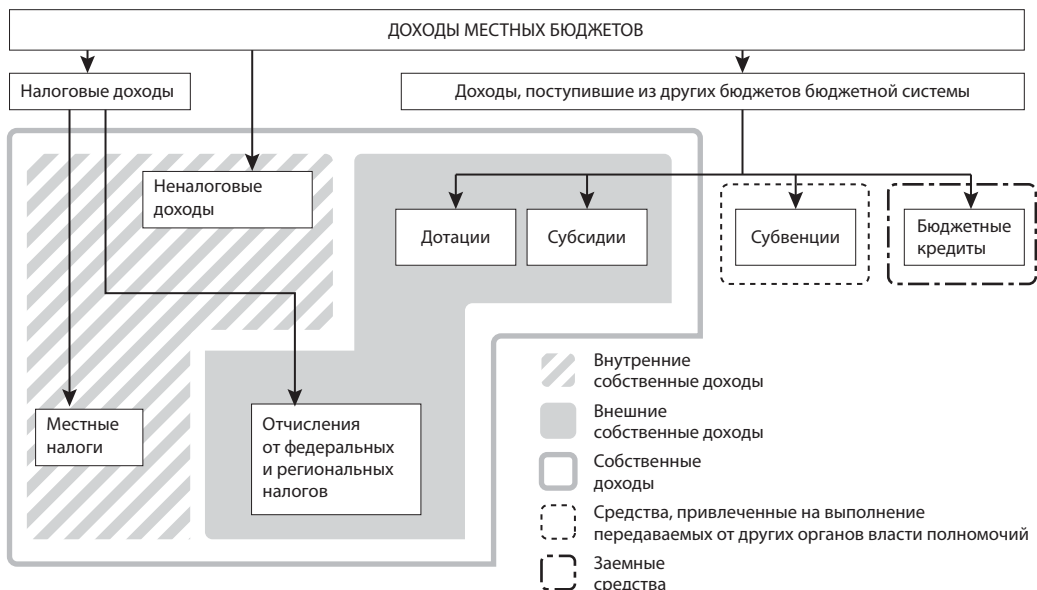 ДОХОДЫ МЕСТНЫХ БЮДЖЕТОВ
Налоговые доходы
Доходы, поступившие из других бюджетов бюджетной системы
Неналоговые
доходы
Дотации
Субсидии
Субвенции
Бюджетные
кредиты
Местные
налоги
Отчисления
от федеральных
и региональных
налогов
Внутренние
собственные доходы
Внешние
собственные доходы
Собственные
доходы
Средства, привлеченные на выполнение
передаваемых от других органов власти полномочий
Заемные
средства